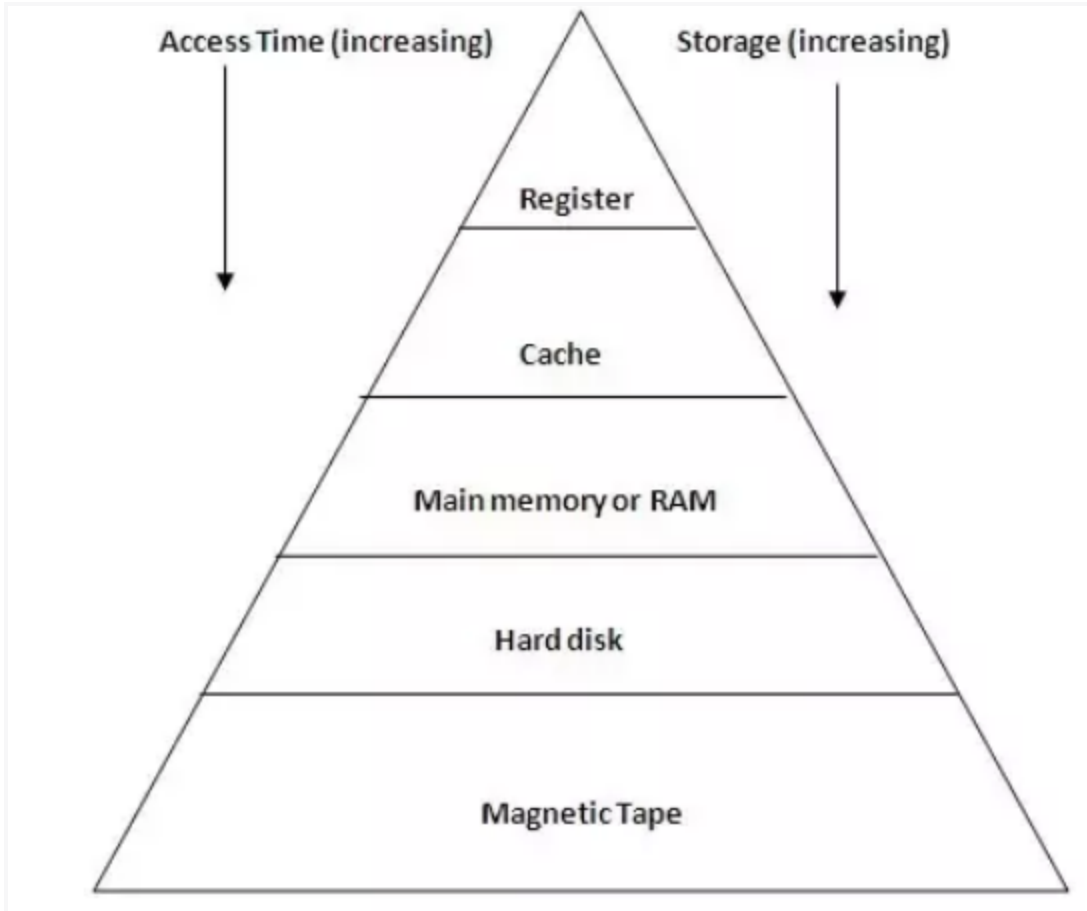 Access Time (increasing)
Storage (increasing)
Register
Cache
Main memory or RAM
Hard disk
Magnetic Tape